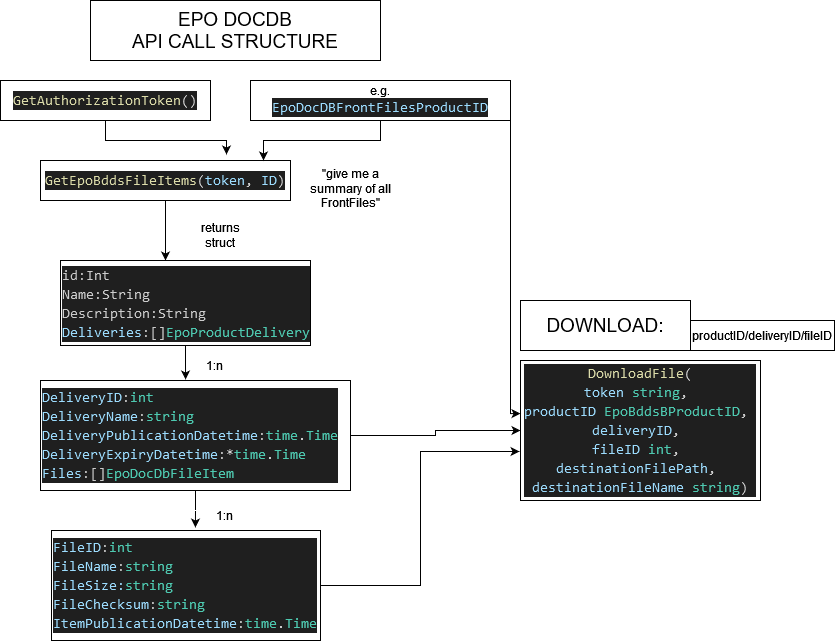 EPO DOCDB
API CALL STRUCTURE
GetAuthorizationToken()
e.g.
EpoDocDBFrontFilesProductID
GetEpoBddsFileItems(token, ID)
"give me a
summary of all
FrontFiles"
returns
struct
id:Int
Name:String
Description:String
Deliveries:[]EpoProductDelivery
1:n
DeliveryID:int
DeliveryName:string
DeliveryPublicationDatetime:time.Time
DeliveryExpiryDatetime:*time.Time
Files:[]EpoDocDbFileItem
1:n
FileID:int
FileName:string
FileSize:string
FileChecksum:string
ItemPublicationDatetime:time.Time
DOWNLOAD:
productID/deliveryID/fileID
DownloadFile(
token string,
productID EpoBddsBProductID,
deliveryID,
fileID int,
destinationFilePath,
destinationFileName string)